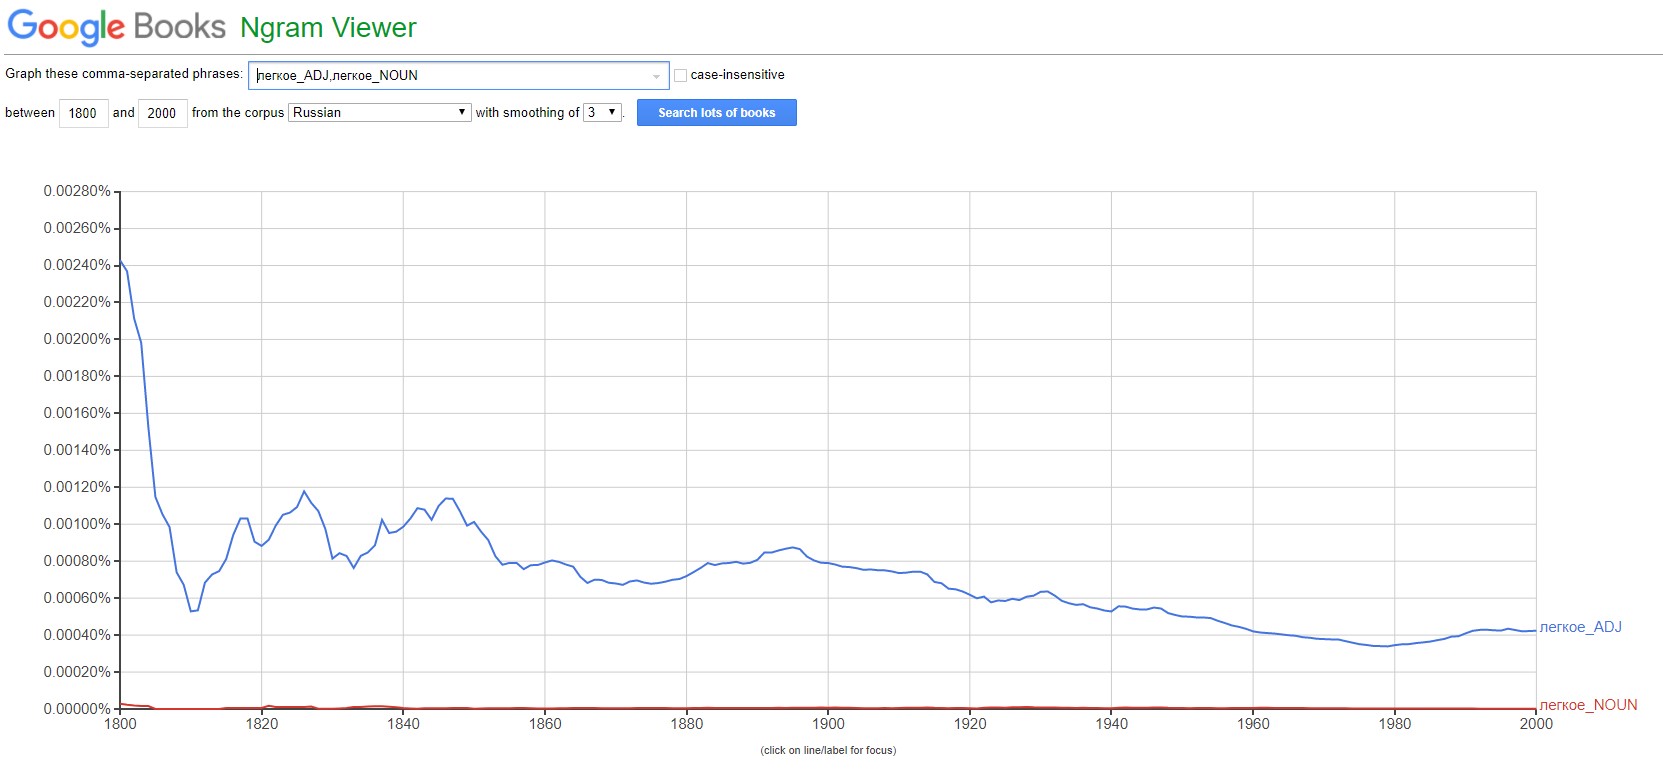 Google Books Ngram Viewer
Graph these comma-separated phrases: легкое_ADJ,легкое_NOUN case-insensitive
between 1800 and 2000 from the corpus Russian with smoothing of 3 . Search lots of books
0.00280%
0.00260%
0.00240%
0.00220%
0.00200%
0.00180%
0.00160%
0.00140%
0.00120%
0.00100%
0.00080%
0.00060%
0.00040%
легкое_ADJ
0.00020%
0.00000%
легкое_NOUN
1800 1820 1840 1860 1880 1900 1920 1940 1960 1980 2000
(click on line/label for focus)